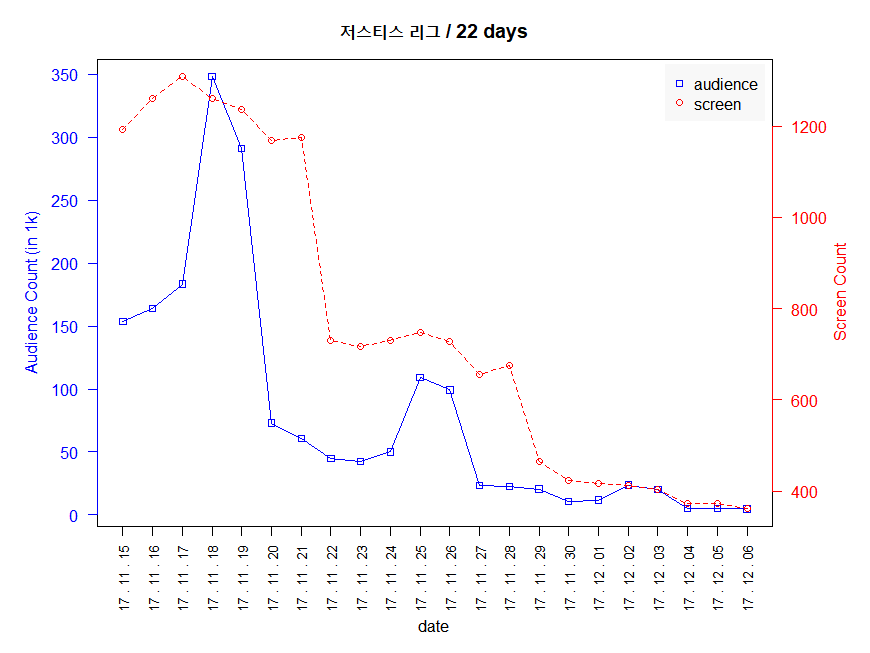 저스티스 리그 / 22 days
audience
screen
Audience Count (in 1k)
350
300
250
200
150
100
50
0
1200
1000
800
600
400
Screen Count
17 . 11 . 15
17 . 11 . 16
17 . 11 . 17
17 . 11 . 18
17 . 11 . 19
17 . 11 . 20
17 . 11 . 21
17 . 11 . 22
17 . 11 . 23
17 . 11 . 24
17 . 11 . 25
17 . 11 . 26
17 . 11 . 27
17 . 11 . 28
17 . 11 . 29
17 . 11 . 30
17 . 12 . 01
17 . 12 . 02
17 . 12 . 03
17 . 12 . 04
17 . 12 . 05
17 . 12 . 06
date